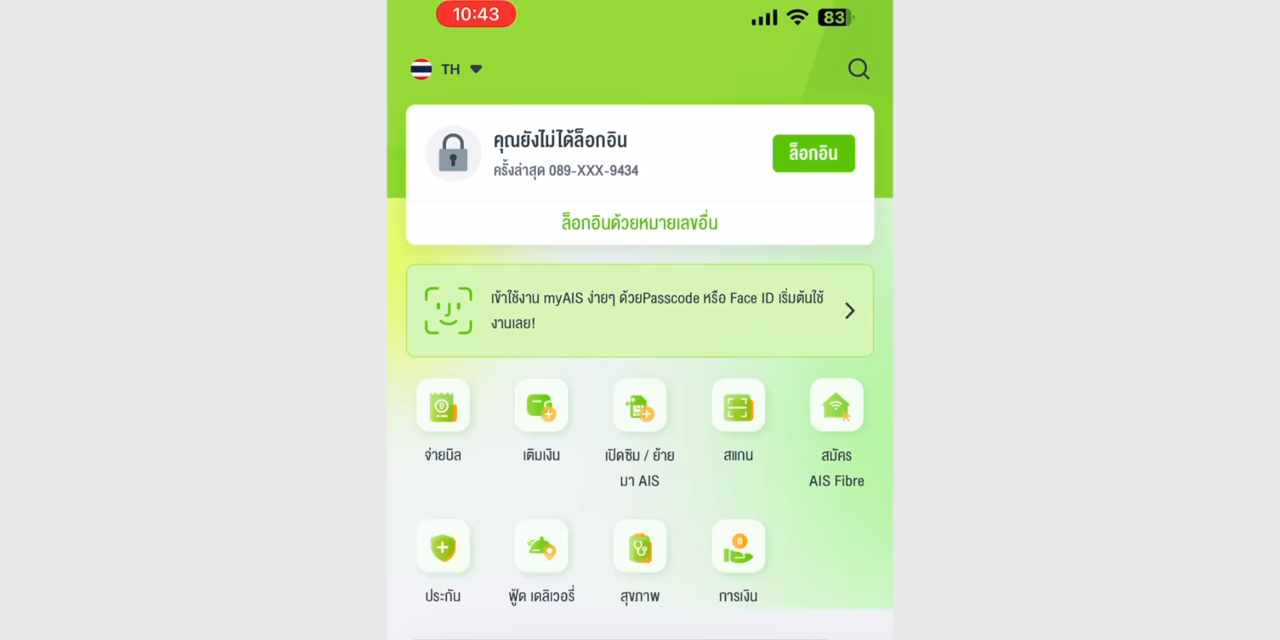 10:43
83
TH
คุณยังไม่ได้ล็อกอิน
ครั้งล่าสุด 089-XXX-9434
ล็อกอิน
ล็อกอินด้วยหมายเลขอื่น
เข้าใช้งาน myAIS ง่ายๆ ด้วยPasscode หรือ Face ID เริ่มต้นใช้
งานเลย!
จ่ายบิล
เติมเงิน
เปิดซิม / ย้าย
มา AIS
สแกน
สมัคร
AIS Fibre
ประกัน
ฟู้ด เดลิเวอรี่
สุขภาพ
การเงิน